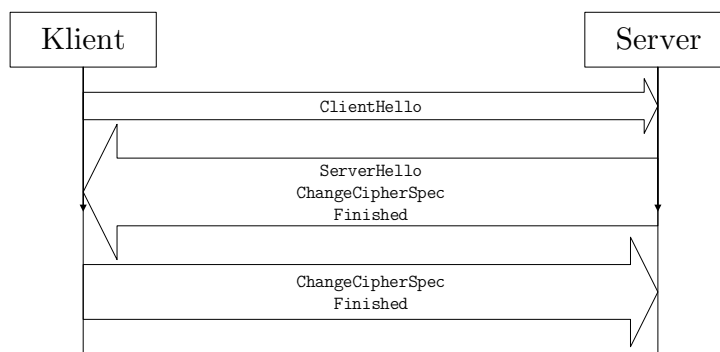 Klient
Server
ClientHello
ServerHello
ChangeCipherSpec
Finished
ChangeCipherSpec
Finished